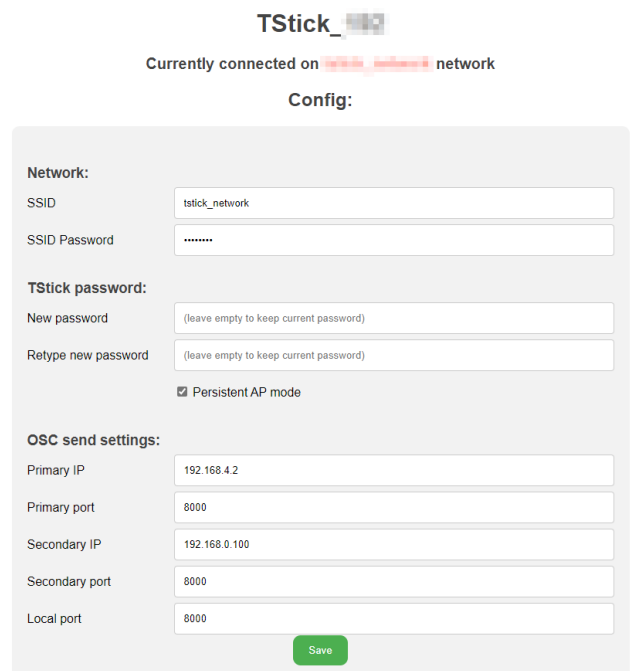 TStick_
Currently connected on network
Config:
Network:
SSID tstick_network
SSID Password ••••••••
TStick password:
New password (leave empty to keep current password)
Retype new password (leave empty to keep current password)
Persistent AP mode
OSC send settings:
Primary IP 192.168.4.2
Primary port 8000
Secondary IP 192.168.0.100
Secondary port 8000
Local port 8000
Save